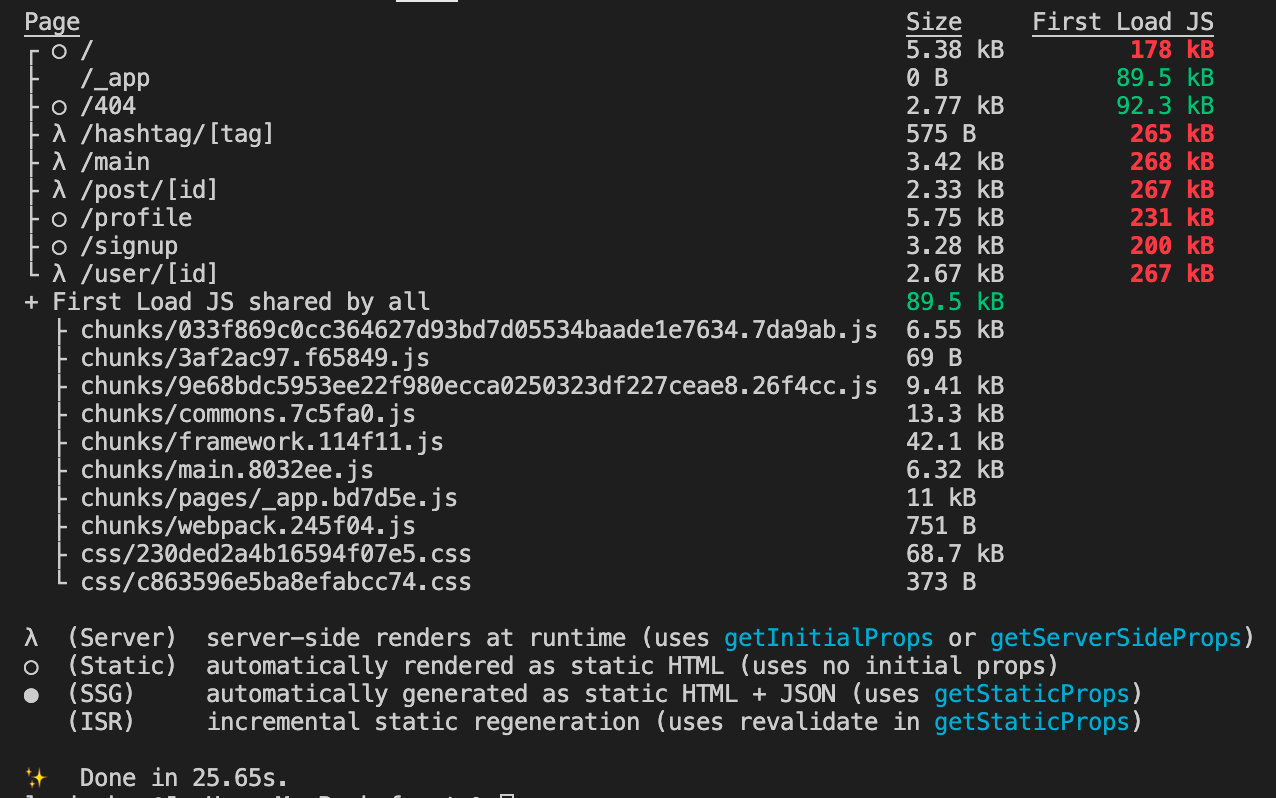 Page Size First Load JS
┌ ○ / 5.38 kB 178 kB
├ /_app 0 B 89.5 kB
├ ○ /404 2.77 kB 92.3 kB
├ λ /hashtag/[tag] 575 B 265 kB
├ λ /main 3.42 kB 268 kB
├ λ /post/[id] 2.33 kB 267 kB
├ ○ /profile 5.75 kB 231 kB
├ ○ /signup 3.28 kB 200 kB
└ λ /user/[id] 2.67 kB 267 kB
+ First Load JS shared by all 89.5 kB
├ chunks/033f869c0cc364627d93bd7d05534baade1e7634.7da9ab.js 6.55 kB
├ chunks/3af2ac97.f65849.js 69 B
├ chunks/9e68bdc5953ee22f980ecca0250323df227ceae8.26f4cc.js 9.41 kB
├ chunks/commons.7c5fa0.js 13.3 kB
├ chunks/framework.114f11.js 42.1 kB
├ chunks/main.8032ee.js 6.32 kB
├ chunks/pages/_app.bd7d5e.js 11 kB
├ chunks/webpack.245f04.js 751 B
├ css/230ded2a4b16594f07e5.css 68.7 kB
└ css/c863596e5ba8efabcc74.css 373 B
λ (Server) server-side renders at runtime (uses getInitialProps or getServerSideProps)
○ (Static) automatically rendered as static HTML (uses no initial props)
● (SSG) automatically generated as static HTML + JSON (uses getStaticProps)
(ISR) incremental static regeneration (uses revalidate in getStaticProps)
✨ Done in 25.65s.